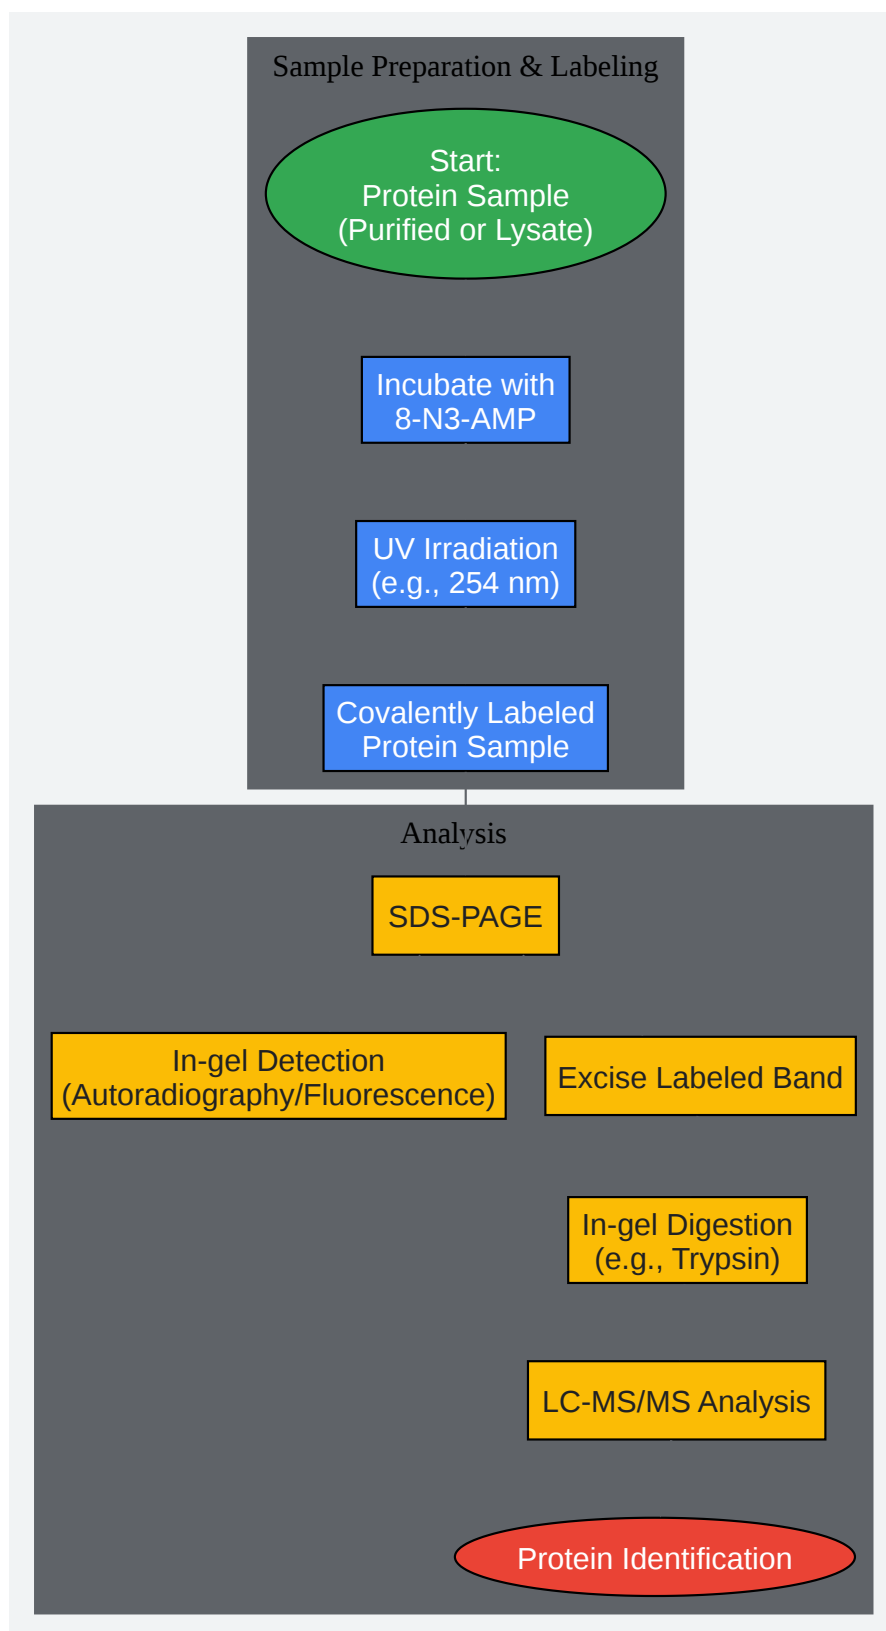 Sample Preparation & Labeling
Start:
Protein Sample
(Purified or Lysate)
Incubate with
8-N3-AMP
UV Irradiation
(e.g., 254 nm)
Covalently Labeled
Protein Sample
Analysis
SDS-PAGE
In-gel Detection
(Autoradiography/Fluorescence)
Excise Labeled Band
In-gel Digestion
(e.g., Trypsin)
LC-MS/MS Analysis
Protein Identification